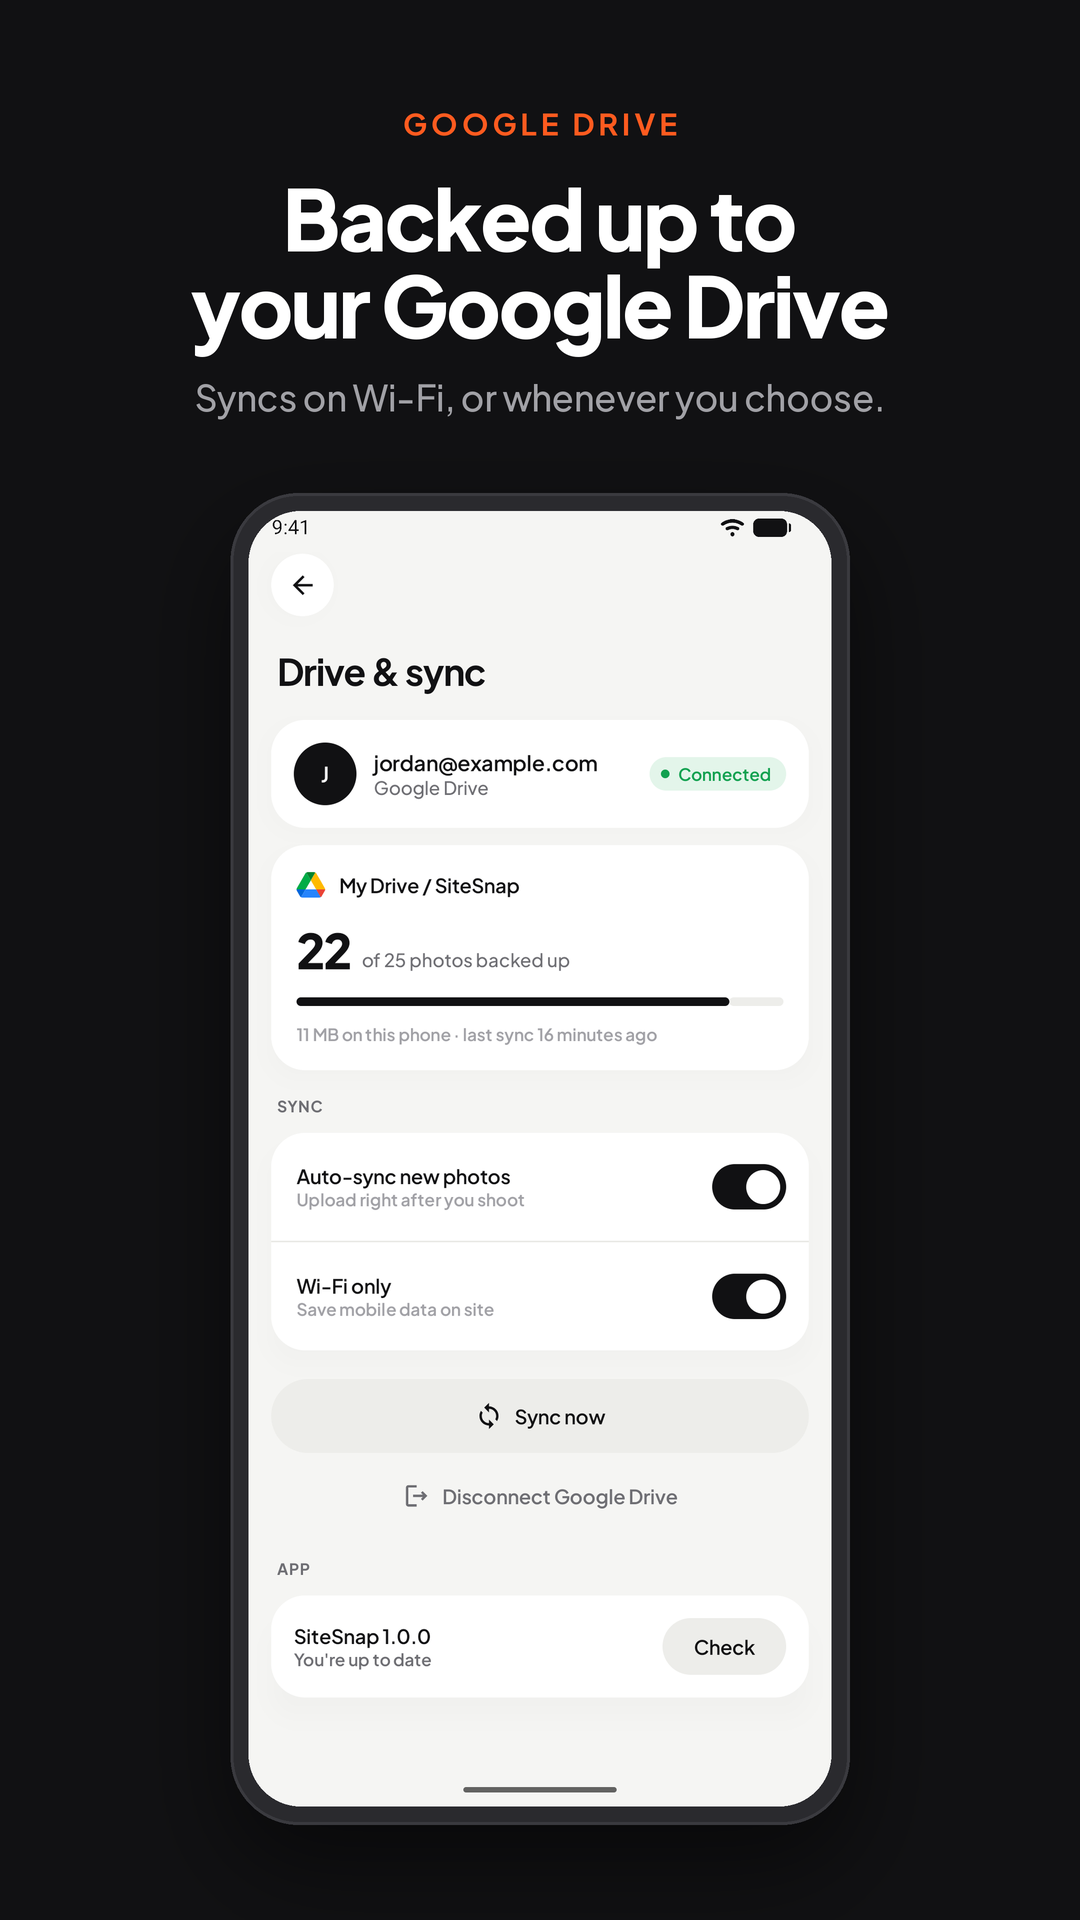 GOOGLE DRIVE
Backed up to
your Google Drive
Syncs on Wi-Fi, or whenever you choose.
9:41
Drive & sync
J
jordan@example.com
Google Drive
Connected
My Drive / SiteSnap
22 of 25 photos backed up
11 MB on this phone · last sync 16 minutes ago
SYNC
Auto-sync new photos
Upload right after you shoot
Wi-Fi only
Save mobile data on site
Sync now
Disconnect Google Drive
APP
SiteSnap 1.0.0
You're up to date
Check